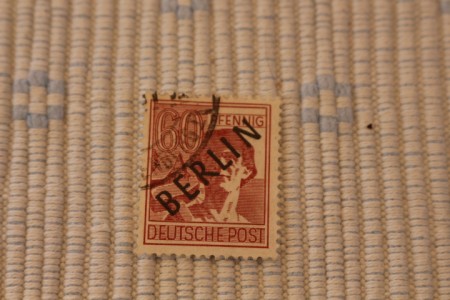 60 PFENNIG
BERLIN
DEUTSCHE POST